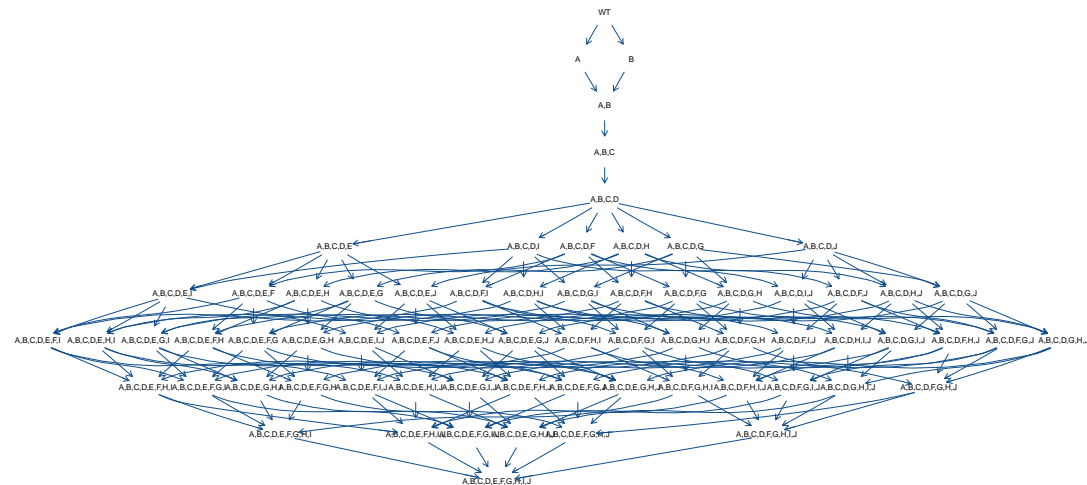 WT
A B
A,B
A,B,C
A,B,C,D
A,B,C,D,E A,B,C,D,I A,B,C,D,F A,B,C,D,H A,B,C,D,G A,B,C,D,J
A,B,C,D,E,I A,B,C,D,E,F A,B,C,D,E,H A,B,C,D,E,G A,B,C,D,E,J A,B,C,D,F,I A,B,C,D,H,I A,B,C,D,G,I A,B,C,D,F,H A,B,C,D,F,G A,B,C,D,G,H A,B,C,D,I,J A,B,C,D,F,J A,B,C,D,H,J A,B,C,D,G,J
A,B,C,D,E,F,I A,B,C,D,E,H,I A,B,C,D,E,G,I A,B,C,D,E,F,H A,B,C,D,E,F,G A,B,C,D,E,G,H A,B,C,D,E,I,J A,B,C,D,E,F,J A,B,C,D,E,H,J A,B,C,D,E,G,J A,B,C,D,F,H,I A,B,C,D,F,G,I A,B,C,D,G,H,I A,B,C,D,F,G,H A,B,C,D,F,I,J A,B,C,D,H,I,J A,B,C,D,G,I,J A,B,C,D,F,H,J A,B,C,D,F,G,J A,B,C,D,G,H,J
A,B,C,D,E,F,H,I A,B,C,D,E,F,G,I A,B,C,D,E,G,H,I A,B,C,D,E,F,G,H A,B,C,D,E,F,I,J A,B,C,D,E,H,I,J A,B,C,D,E,G,I,J A,B,C,D,E,F,H,J A,B,C,D,E,F,G,J A,B,C,D,E,G,H,J A,B,C,D,F,G,H,I A,B,C,D,F,H,I,J A,B,C,D,F,G,I,J A,B,C,D,G,H,I,J A,B,C,D,F,G,H,J
A,B,C,D,E,F,G,H,I A,B,C,D,E,F,H,I,J A,B,C,D,E,F,G,I,J A,B,C,D,E,G,H,I,J A,B,C,D,E,F,G,H,J A,B,C,D,F,G,H,I,J
A,B,C,D,E,F,G,H,I,J